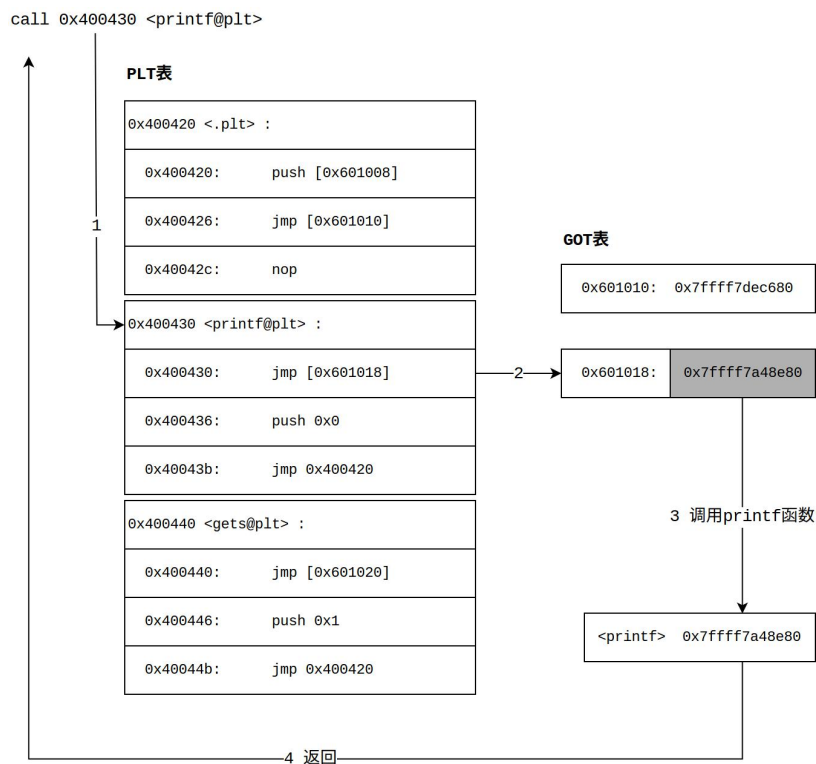 call 0x400430 <printf@plt>
PLT表
0x400420 <.plt> :
0x400420: push [0x601008]
0x400426: jmp [0x601010]
0x40042c: nop
1
0x400430 <printf@plt> :
0x400430: jmp [0x601018]
0x400436: push 0x0
0x40043b: jmp 0x400420
0x400440 <gets@plt> :
0x400440: jmp [0x601020]
0x400446: push 0x1
0x40044b: jmp 0x400420
GOT表
0x601010: 0x7ffff7dec680
2
0x601018: 0x7ffff7a48e80
3 调用printf函数
<printf> 0x7ffff7a48e80
4 返回